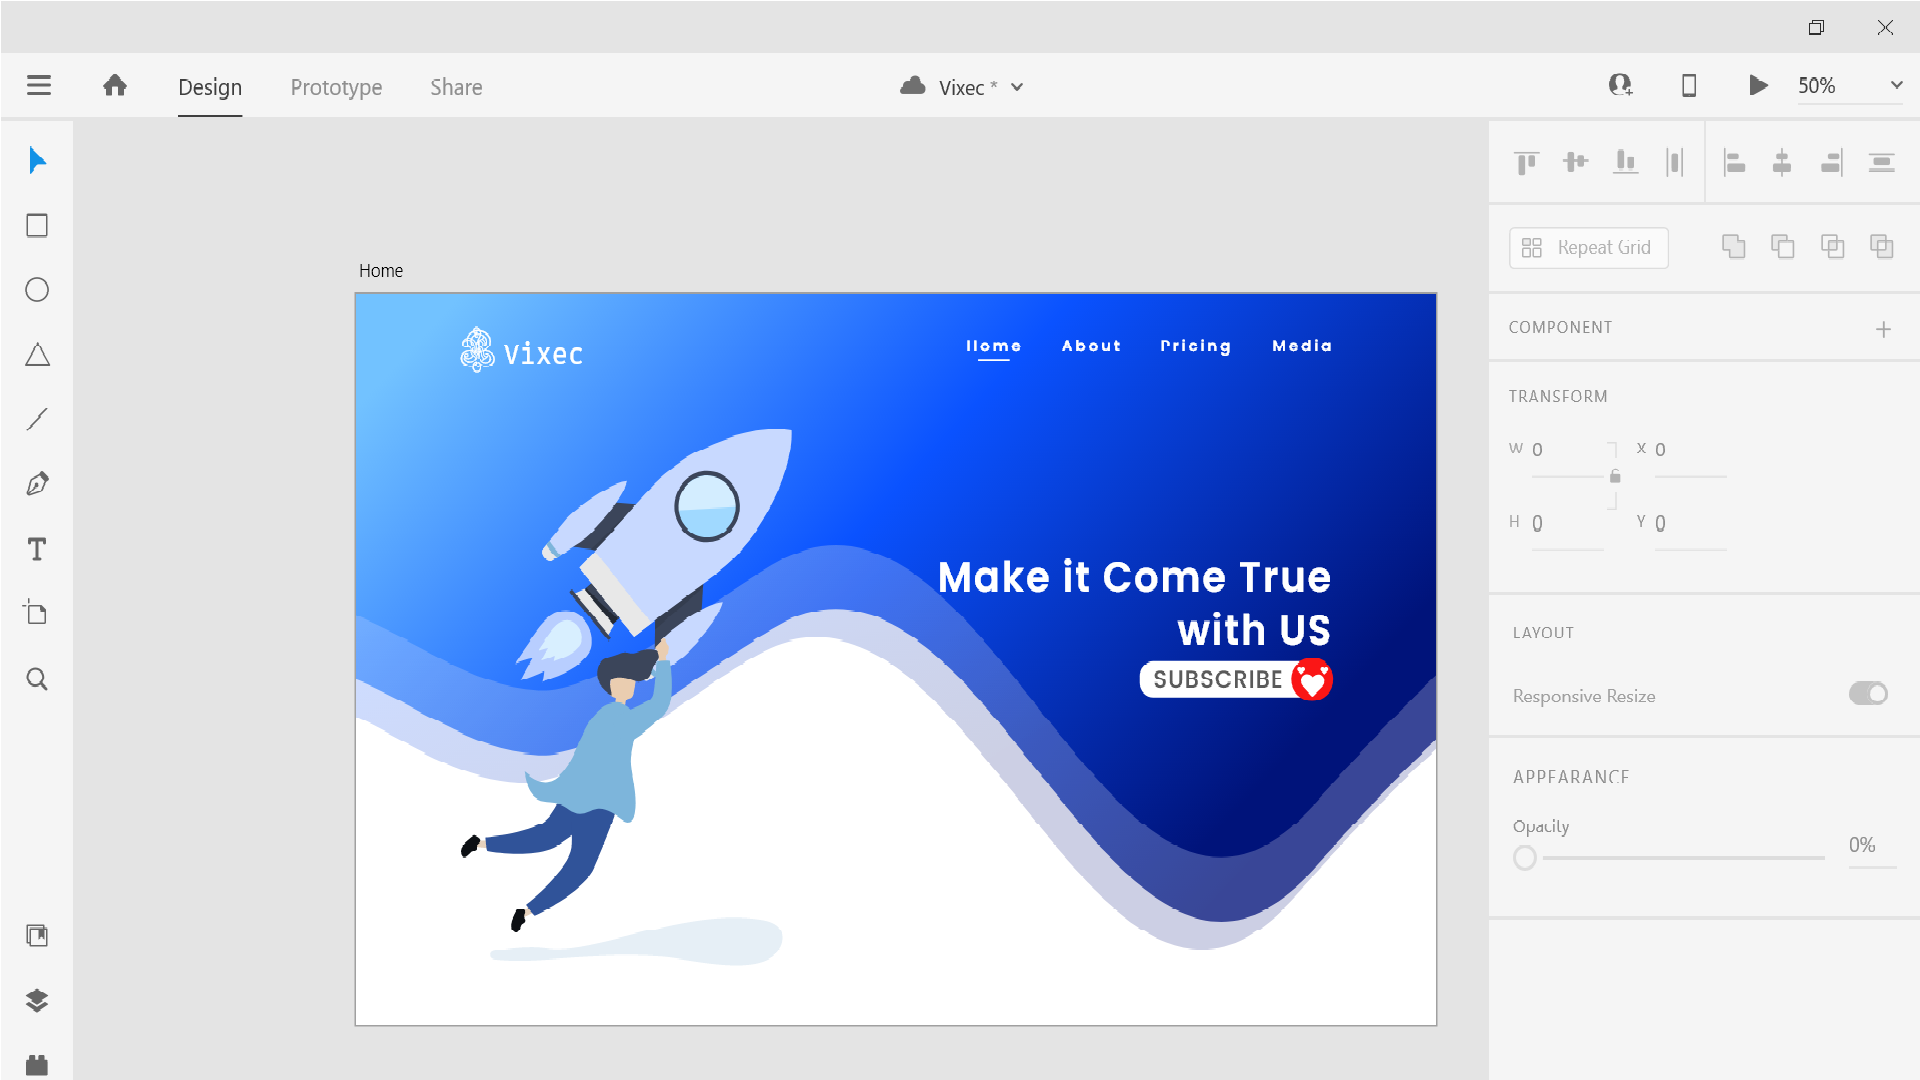 Design Prototype Share
Vixec *
50%
Repeat Grid
COMPONENT
TRANSFORM
W 0 X 0
H 0 Y 0
LAYOUT
Responsive Resize
APPEARANCE
Opacity
0%
Home
Vixec
Home About Pricing Media
Make it Come True
with US
SUBSCRIBE